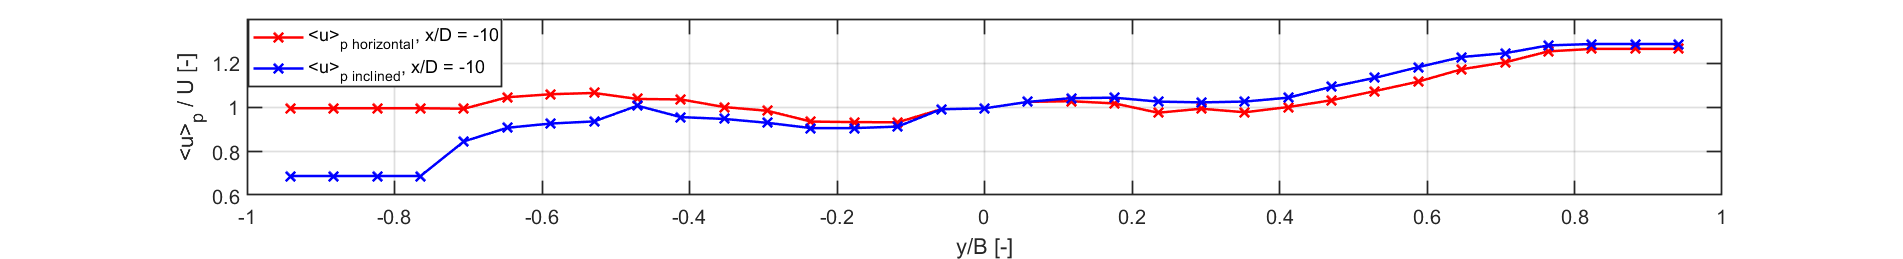 <u>p horizontal, x/D = -10
<u>p inclined, x/D = -10
<u>p / U [-]
1.2
1
0.8
0.6
-1 -0.8 -0.6 -0.4 -0.2 0 0.2 0.4 0.6 0.8 1
y/B [-]